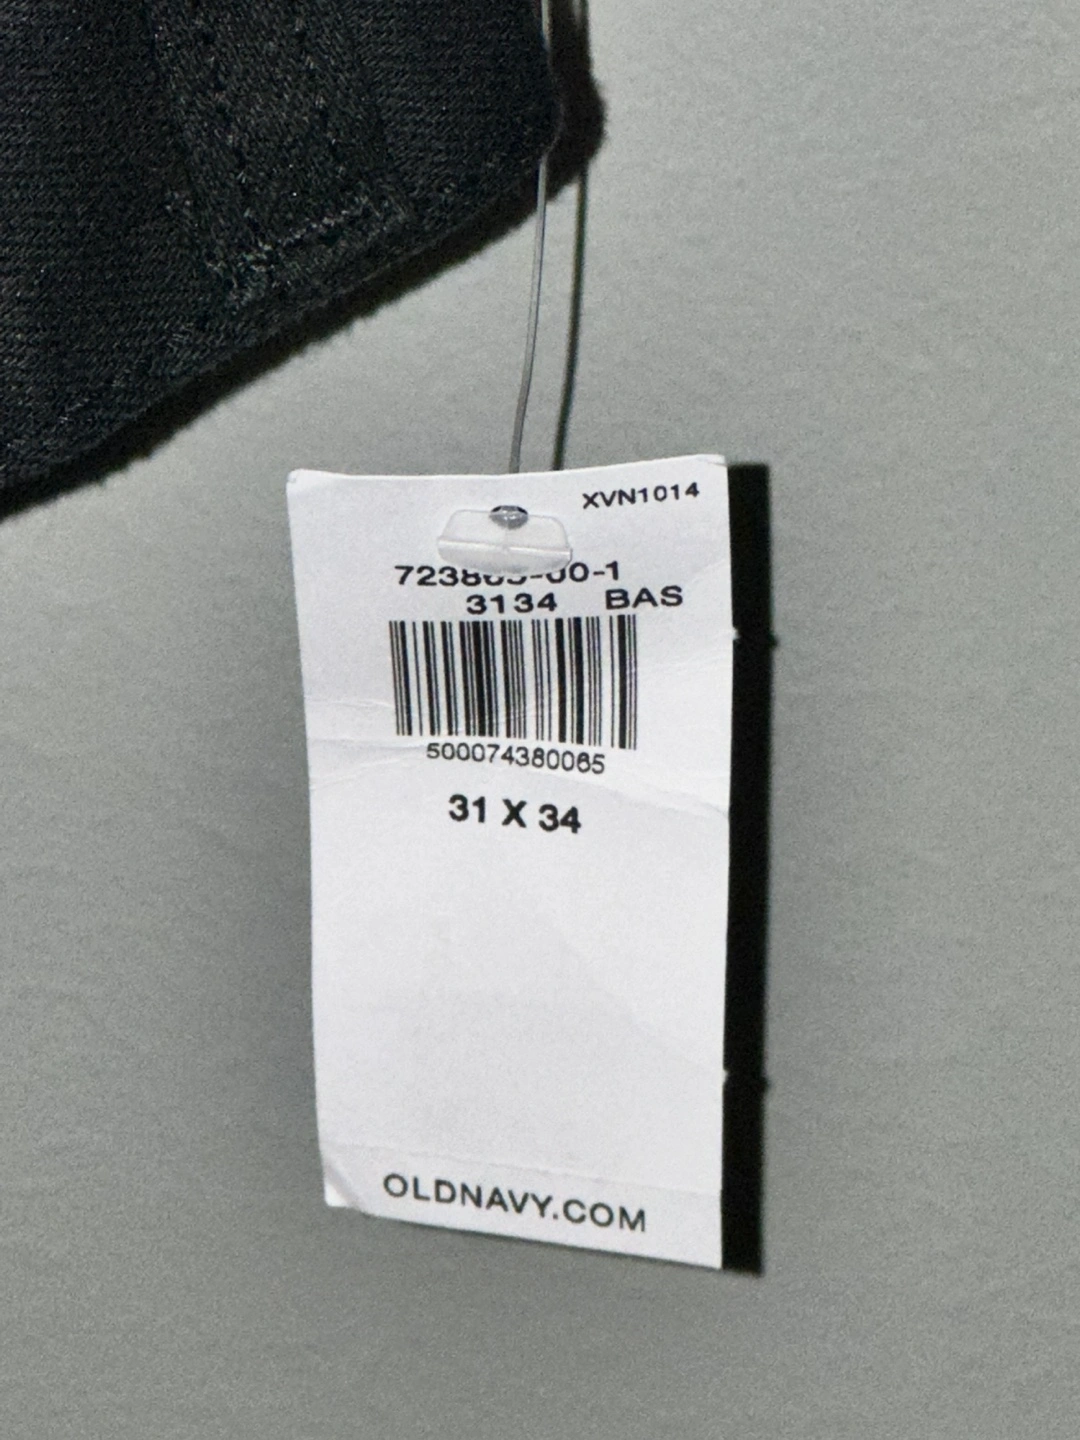 XVN1014
3134 BAS
500074380065
31 X 34
OLDNAVY.COM